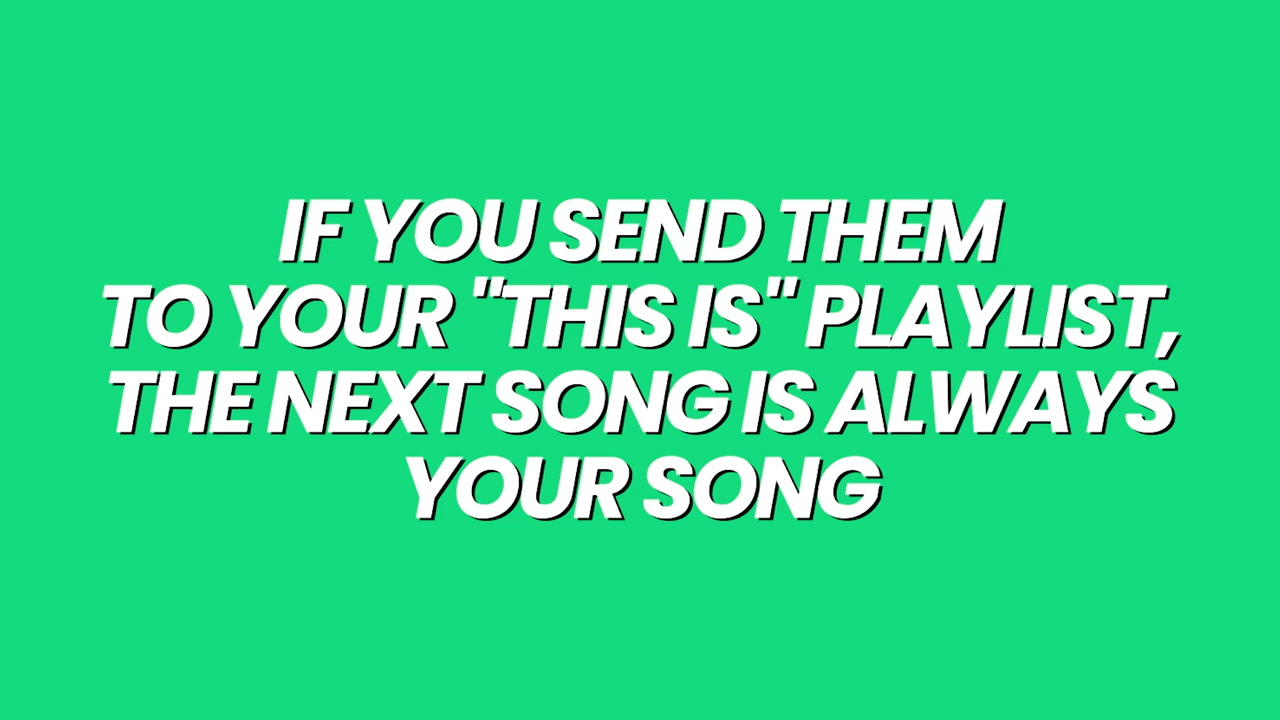 IF YOU SEND THEM
TO YOUR "THIS IS" PLAYLIST,
THE NEXT SONG IS ALWAYS
YOUR SONG